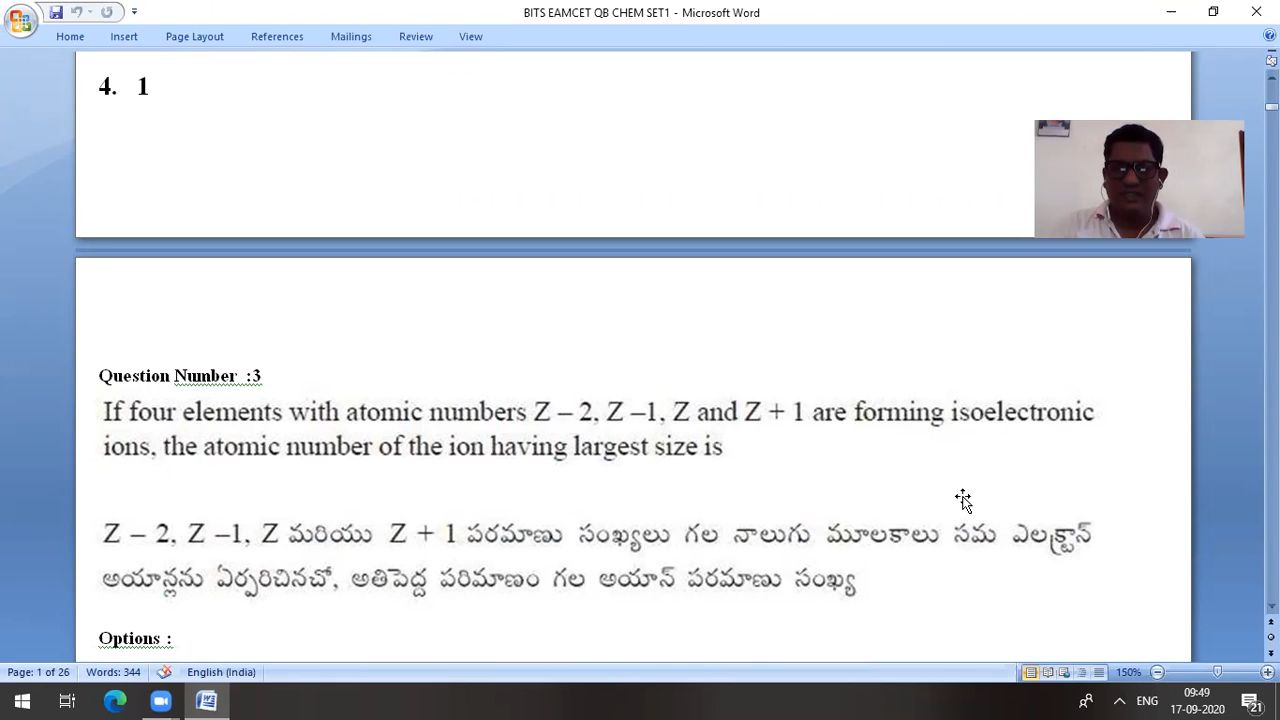 BITS EAMCET QB CHEM SET1 - Microsoft Word
Home Insert Page Layout References Mailings Review View
4. 1
Question Number :3
If four elements with atomic numbers Z – 2, Z –1, Z and Z + 1 are forming isoelectronic
ions, the atomic number of the ion having largest size is
Z – 2, Z –1, Z మరియు Z + 1 పరమాణు సంఖ్యలు గల నాలుగు మూలకాలు సమ ఎలక్ట్రాన్
అయాన్లను ఏర్పరిచినచో, అతిపెద్ద పరిమాణం గల అయాన్ పరమాణు సంఖ్య
Options :
Page: 1 of 26 Words: 344 English (India) 150%
ENG 09:49
17-09-2020 21